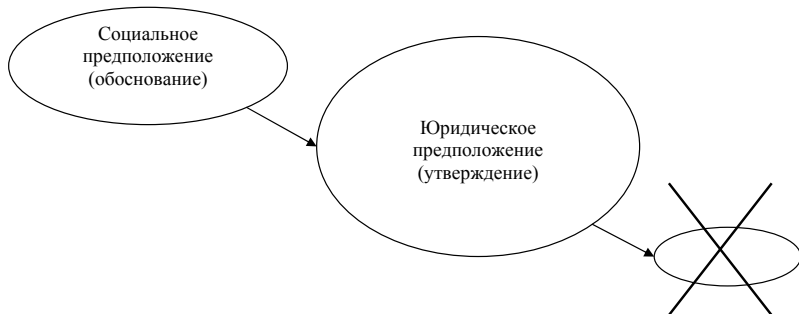 Социальное
предположение
(обоснование)
Юридическое
предположение
(утверждение)